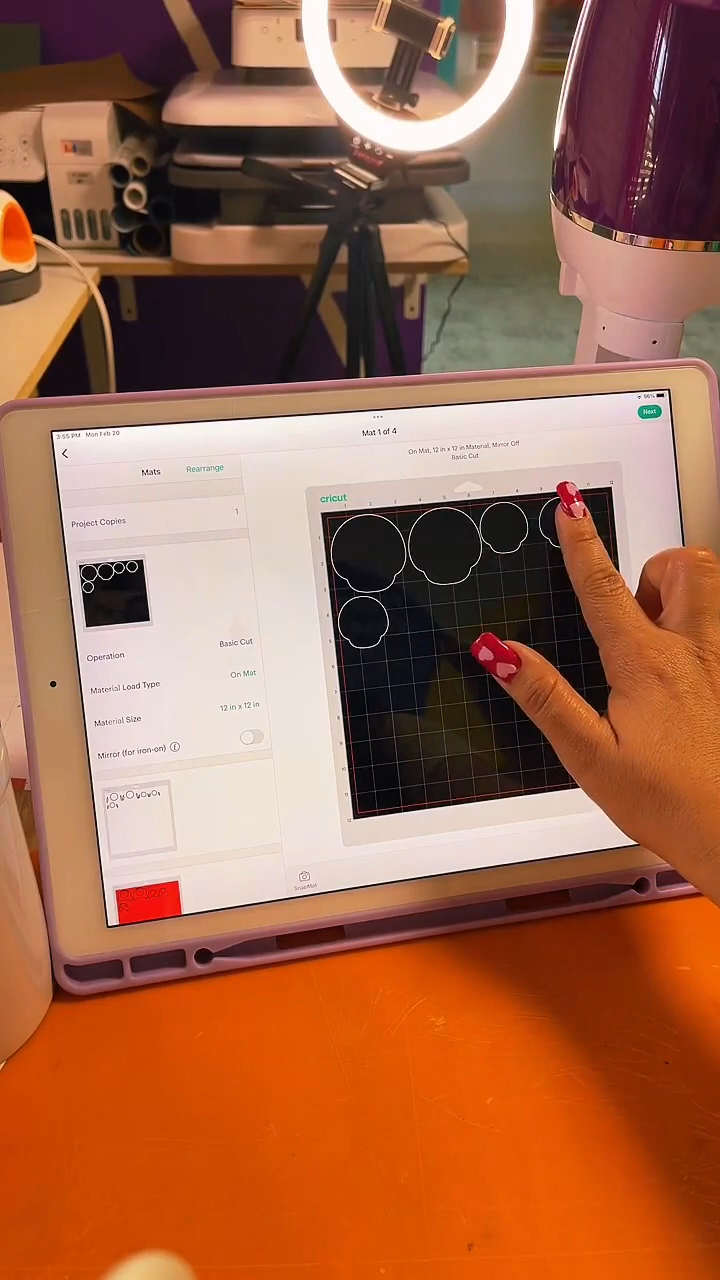 3:55 PM Mon Feb 20
96%
Next
Mat 1 of 4
Mats
Rearrange
On Mat, 12 in x 12 in Material, Mirror Off
Basic Cut
Project Copies
1
cricut
Operation
Basic Cut
Material Load Type
On Mat
Material Size
12 in x 12 in
Mirror (for iron-on)
SnapMat